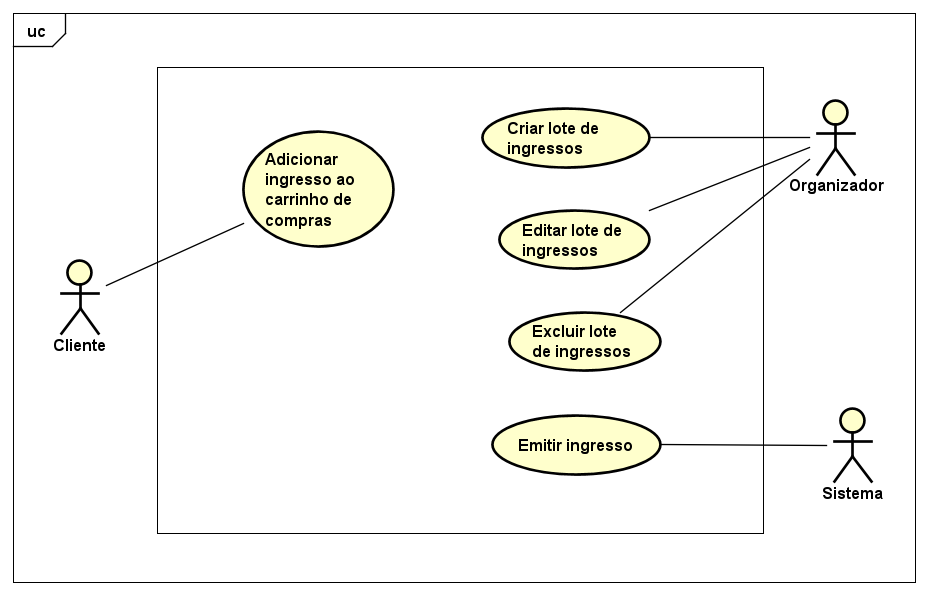 uc
Adicionar
ingresso ao
carrinho de
compras
Criar lote de
ingressos
Editar lote de
ingressos
Excluir lote
de ingressos
Emitir ingresso
Cliente
Organizador
Sistema